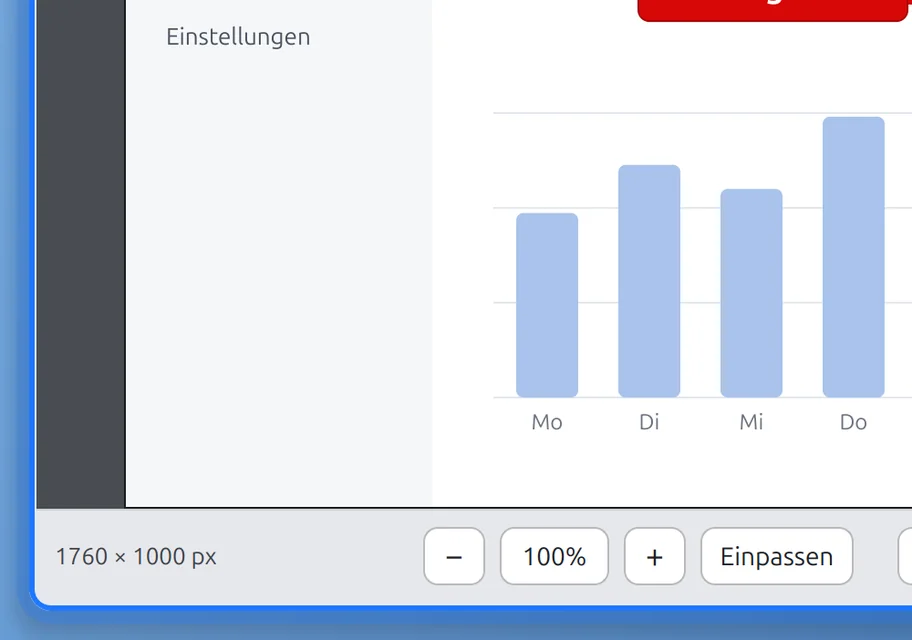 Einstellungen
Mo Di Mi Do
1760 × 1000 px − 100% + Einpassen